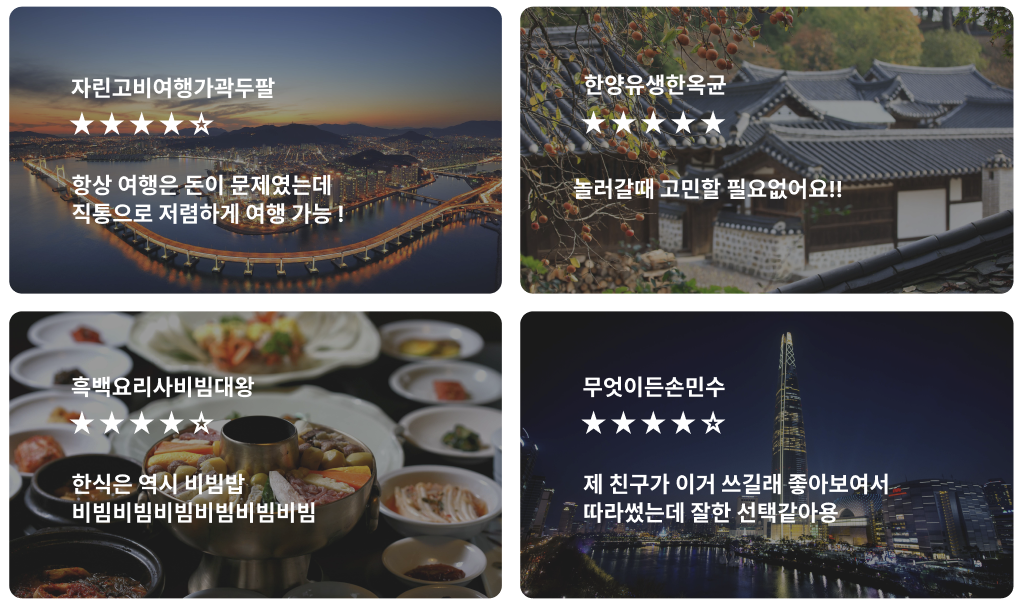 자린고비여행가곽두팔
★★★★☆
항상 여행은 돈이 문제였는데
직통으로 저렴하게 여행 가능 !
한양유생한옥균
★★★★★
놀러갈때 고민할 필요없어요!!
흑백요리사비빔대왕
★★★★☆
한식은 역시 비빔밥
비빔비빔비빔비빔비빔비빔
무엇이든손민수
★★★★☆
제 친구가 이거 쓰길래 좋아보여서
따라썼는데 잘한 선택같아용